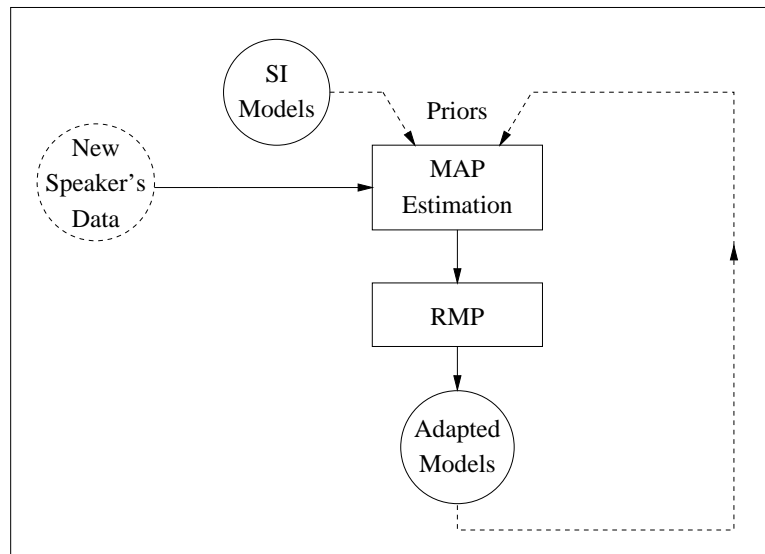 SI
Models
Priors
New
Speaker's
Data
MAP
Estimation
RMP
Adapted
Models